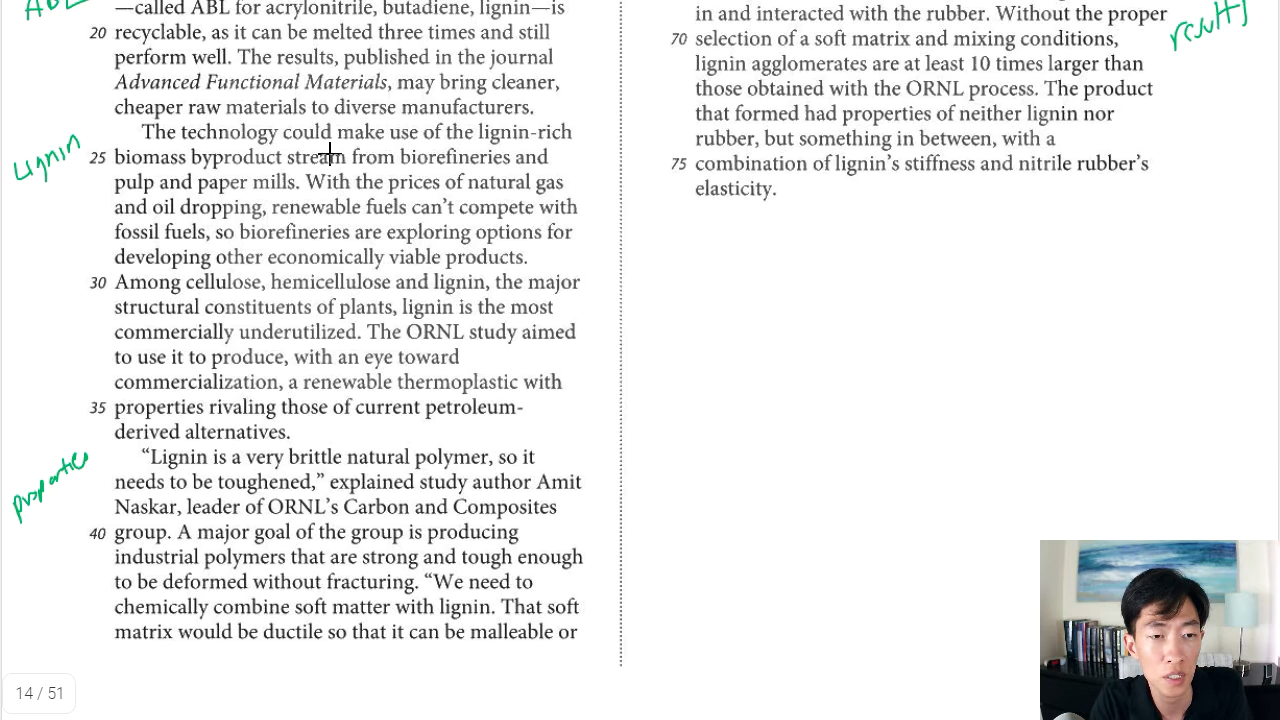 ABL
—called ABL for acrylonitrile, butadiene, lignin—is
20 recyclable, as it can be melted three times and still
perform well. The results, published in the journal
Advanced Functional Materials, may bring cleaner,
cheaper raw materials to diverse manufacturers.
Lignin
The technology could make use of the lignin-rich
25 biomass byproduct stream from biorefineries and
pulp and paper mills. With the prices of natural gas
and oil dropping, renewable fuels can’t compete with
fossil fuels, so biorefineries are exploring options for
developing other economically viable products.
30 Among cellulose, hemicellulose and lignin, the major
structural constituents of plants, lignin is the most
commercially underutilized. The ORNL study aimed
to use it to produce, with an eye toward
commercialization, a renewable thermoplastic with
35 properties rivaling those of current petroleum-
derived alternatives.
properties
“Lignin is a very brittle natural polymer, so it
needs to be toughened,” explained study author Amit
Naskar, leader of ORNL’s Carbon and Composites
40 group. A major goal of the group is producing
industrial polymers that are strong and tough enough
to be deformed without fracturing. “We need to
chemically combine soft matter with lignin. That soft
matrix would be ductile so that it can be malleable or
in and interacted with the rubber. Without the proper
70 selection of a soft matrix and mixing conditions,
lignin agglomerates are at least 10 times larger than
those obtained with the ORNL process. The product
that formed had properties of neither lignin nor
rubber, but something in between, with a
75 combination of lignin’s stiffness and nitrile rubber’s
elasticity.
results
14 / 51